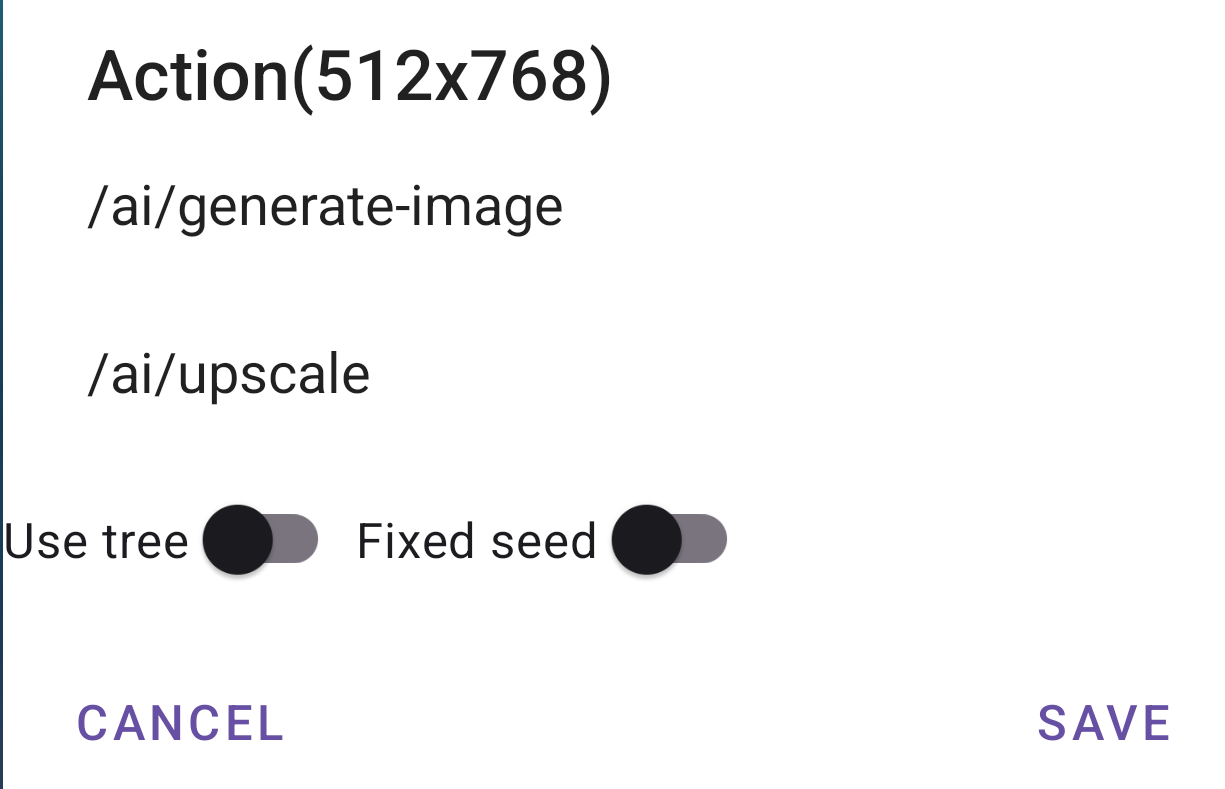 Action(512x768)
/ai/generate-image
/ai/upscale
Use tree Fixed seed
CANCEL SAVE